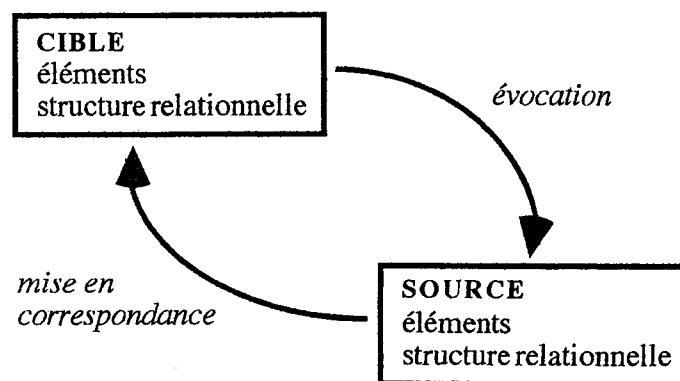 CIBLE
éléments
structure relationnelle
évocation
mise en
correspondance
SOURCE
éléments
structure relationnelle